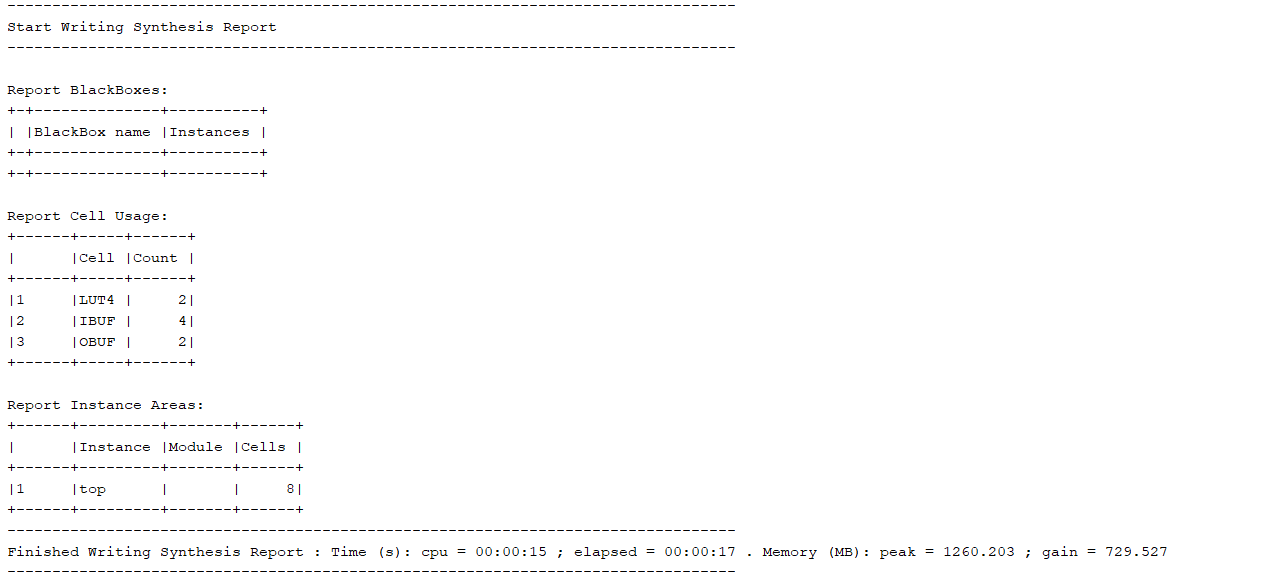 ---------------------------------------------------------------------------------
Start Writing Synthesis Report
---------------------------------------------------------------------------------

Report BlackBoxes:
+-+--------------+----------+
| |BlackBox name |Instances |
+-+--------------+----------+
+-+--------------+----------+

Report Cell Usage:
+------+-----+------+
|      |Cell |Count |
+------+-----+------+
|1     |LUT4 |     2|
|2     |IBUF |     4|
|3     |OBUF |     2|
+------+-----+------+

Report Instance Areas:
+------+---------+-------+------+
|      |Instance |Module |Cells |
+------+---------+-------+------+
|1     |top      |       |     8|
+------+---------+-------+------+
---------------------------------------------------------------------------------
Finished Writing Synthesis Report : Time (s): cpu = 00:00:15 ; elapsed = 00:00:17 . Memory (MB): peak = 1260.203 ; gain = 729.527
---------------------------------------------------------------------------------